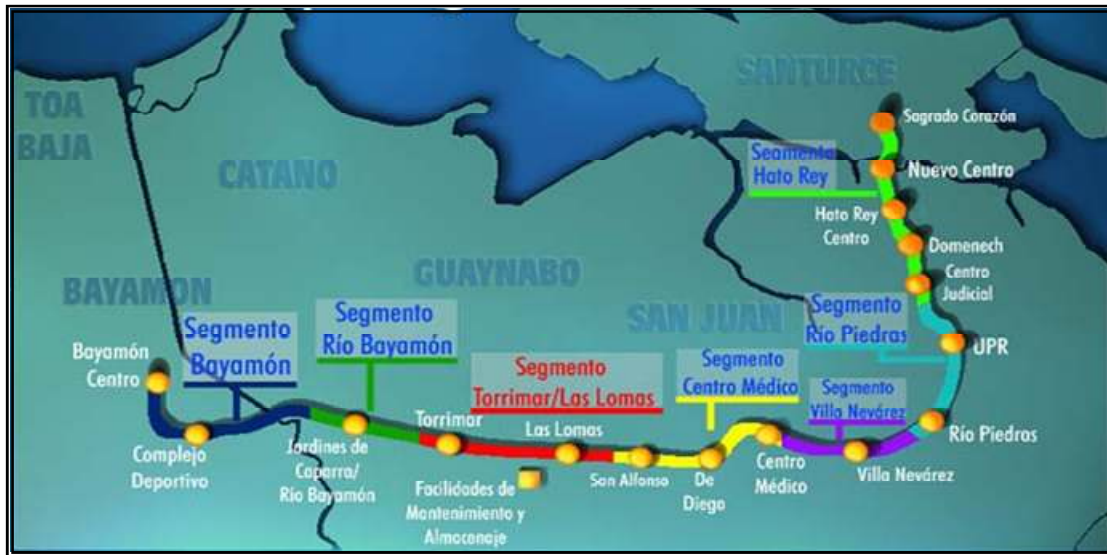 SANTURCE
TOA
BAJA
Sagrado Corazón
Segmento
Hato Rey
Nuevo Centro
CATANO
Hato Rey
Centro
Domenech
Centro
Judicial
GUAYNABO
BAYAMON
SAN JUAN
Segmento
Río Piedras
Segmento
Bayamón
Segmento
Río Bayamón
UPR
Bayamón
Centro
Segmento
Torrimar/Las Lomas
Segmento
Centro Médico
Segmento
Villa Nevárez
Torrimar
Las Lomas
Río Piedras
Complejo
Deportivo
Jardines de
Caparra/
Río Bayamón
Facilidades de
Mantenimiento y
Almacenaje
San Alfonso
De
Diego
Centro
Médico
Villa Nevárez